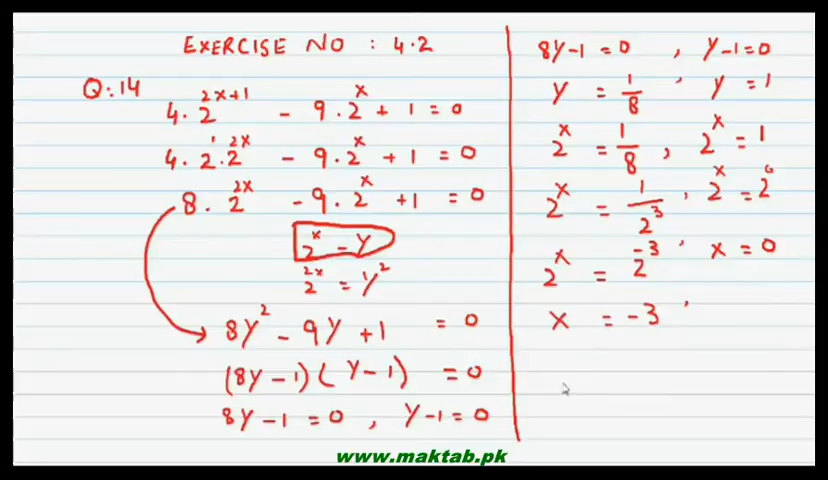 EXERCISE NO : 4.2
Q:14
4. 2^{2x+1} - 9. 2^x + 1 = 0
4. 2^1. 2^{2x} - 9. 2^x + 1 = 0
8. 2^{2x} - 9. 2^x + 1 = 0
2^x - y
2^{2x} = y^2
8y^2 - 9y + 1 = 0
(8y - 1)(y - 1) = 0
8y - 1 = 0 , y - 1 = 0
8y - 1 = 0 , y - 1 = 0
y = 1/8 , y = 1
2^x = 1/8 , 2^x = 1
2^x = 1/2^3 , 2^x = 2^0
2^x = 2^{-3} , x = 0
x = -3 ,
www.maktab.pk